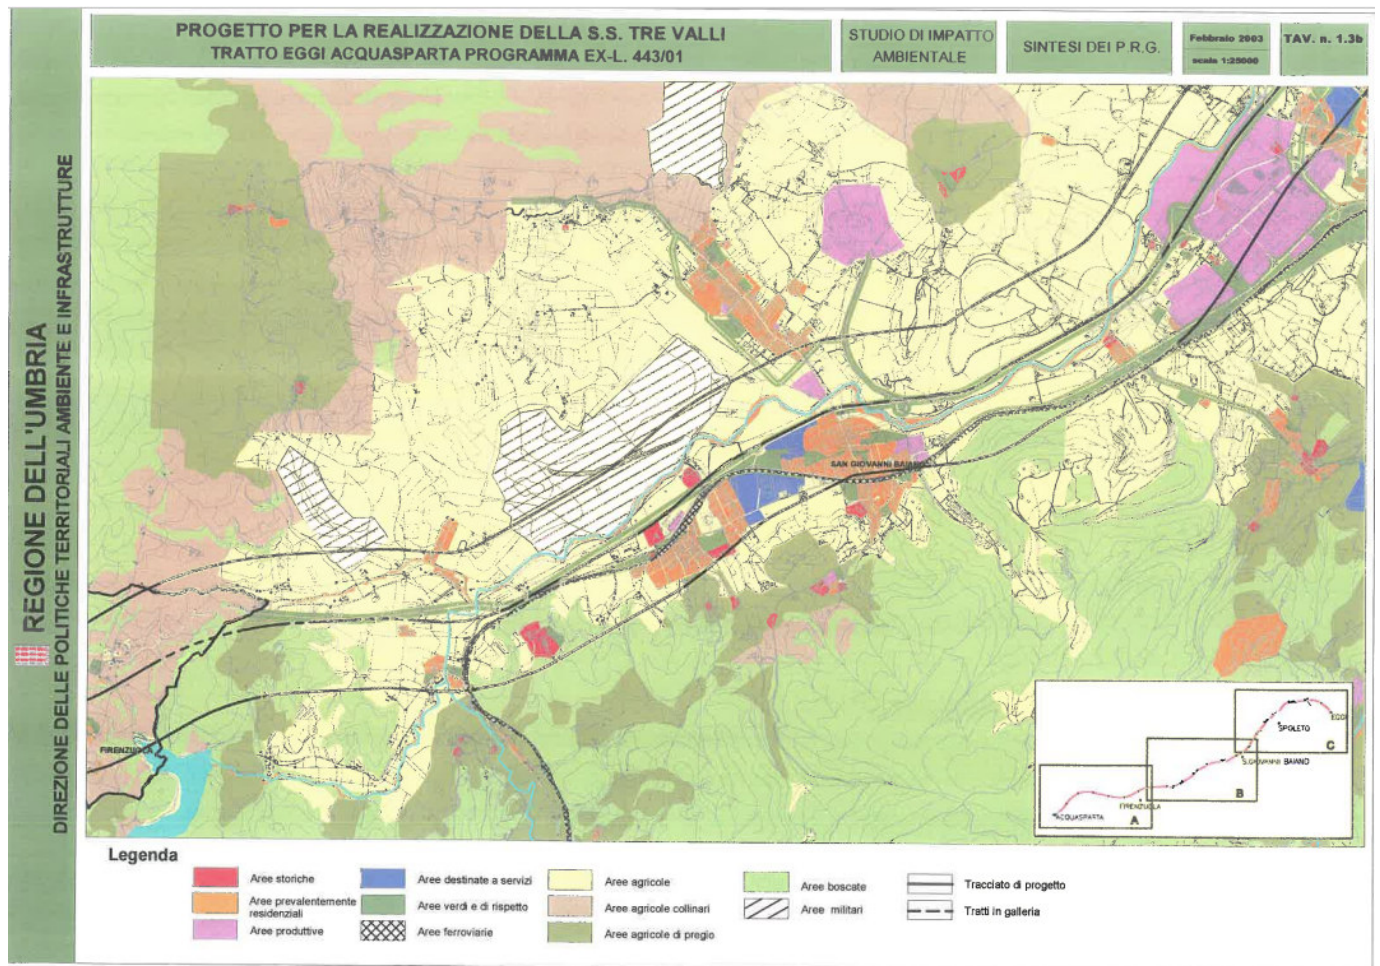 PROGETTO PER LA REALIZZAZIONE DELLA S.S. TRE VALLI
TRATTO EGGI ACQUASPARTA PROGRAMMA EX-L. 443/01
STUDIO DI IMPATTO
AMBIENTALE
SINTESI DEI P.R.G.
Febbraio 2003
scala 1:25000
TAV. n. 1.3b
REGIONE DELL'UMBRIA
DIREZIONE DELLE POLITICHE TERRITORIALI AMBIENTE E INFRASTRUTTURE
SAN GIOVANNI BAIANO
FIRENZUOLA
EGGI
SPOLETO
C
S.GIOVANNI BAIANO
B
FIRENZUOLA
ACQUASPARTA
A
Legenda
Aree storiche
Aree prevalentemente
residenziali
Aree produttive
Aree destinate a servizi
Aree verdi e di rispetto
Aree ferroviarie
Aree agricole
Aree agricole collinari
Aree agricole di pregio
Aree boscate
Aree militari
Tracciato di progetto
Tratti in galleria